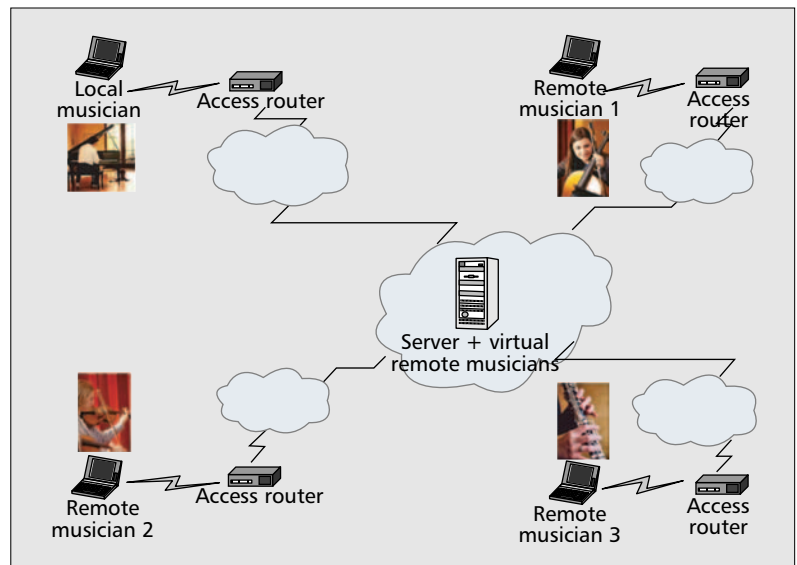 Local
musician
Access router
Remote
musician 1
Access
router
Server + virtual
remote musicians
Remote
musician 2
Access router
Remote
musician 3
Access
router